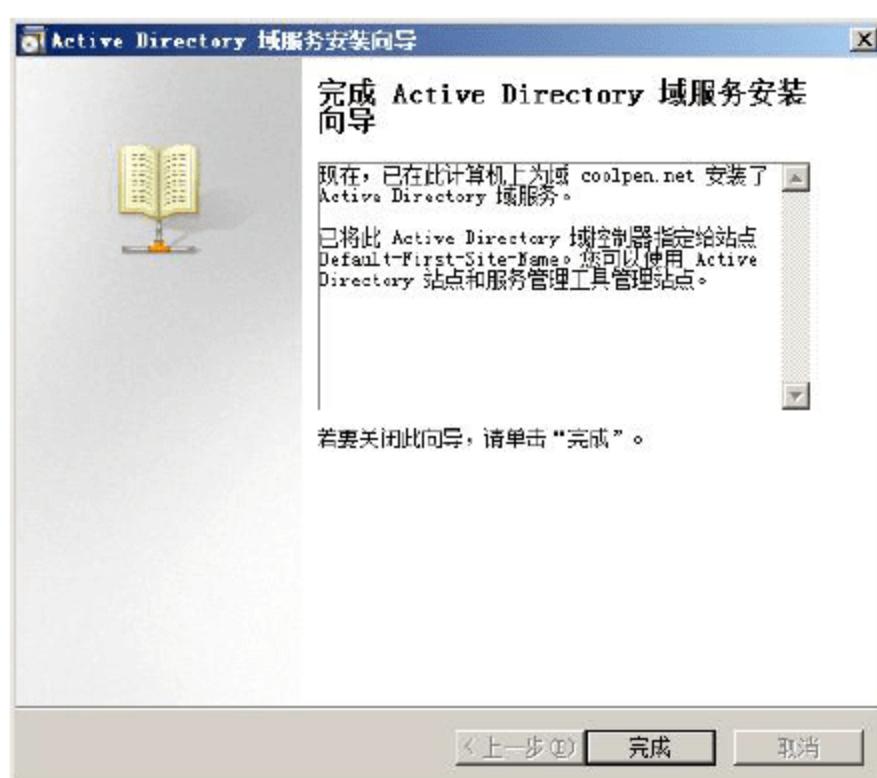 Active Directory 域服务安装向导
完成 Active Directory 域服务安装
向导
现在，已在此计算机上为域 coolpen.net 安装了
Active Directory 域服务。
已将此 Active Directory 域控制器指定给站点
Default-First-Site-Name。您可以使用 Active
Directory 站点和服务管理工具管理站点。
若要关闭此向导，请单击“完成”。
<上一步(B) 完成 取消